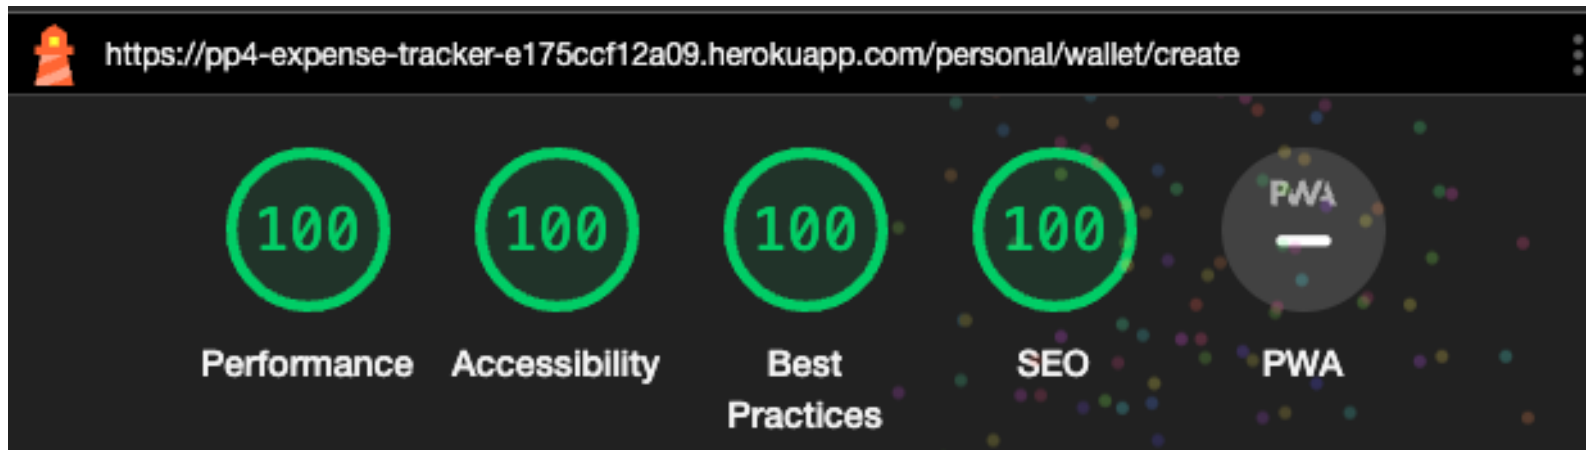 https://pp4-expense-tracker-e175ccf12a09.herokuapp.com/personal/wallet/create
100 100 100 100 PWA
Performance Accessibility Best Practices SEO PWA